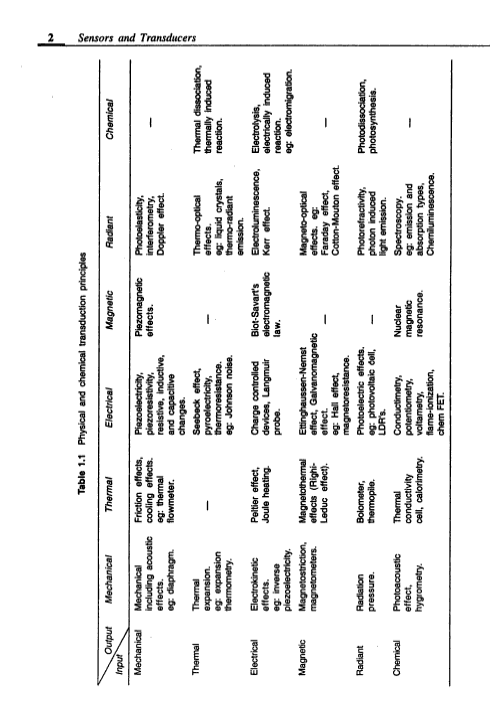 2 Sensors and Transducers
Table 1.1 Physical and chemical transduction principles
Output
Input
Mechanical Thermal Electrical Magnetic Radiant Chemical
Mechanical
Mechanical
including acoustic
effects.
eg: diaphragm.
Friction effects,
cooling effects.
eg: thermal
flowmeter.
Piezoelectricity,
piezoresistivity,
resistive, inductive,
and capacitive
changes.
Piezomagnetic
effects.
Photoelasticity,
interferometry,
Doppler effect.
—
Thermal
Thermal
expansion.
eg: expansion
thermometry.
—
Seebeck effect,
pyroelectricity,
thermoresistance.
eg: Johnson noise.
—
Thermo-optical
effects.
eg: liquid crystals,
thermo-radiant
emission.
Thermal dissociation,
thermally induced
reaction.
Electrical
Electrokinetic
effects.
eg: inverse
piezoelectricity.
Peltier effect,
Joule heating.
Charge controlled
devices, Langmuir
probe.
Biot-Savart's
electromagnetic
law.
Electroluminescence,
Kerr effect.
Electrolysis,
electrically induced
reaction.
eg: electromigration.
Magnetic
Magnetostriction,
magnetometers.
Magnetothermal
effects (Righi-
Leduc effect).
Ettinghaussen-Nernst
effect, Galvanomagnetic
effect.
eg: Hall effect,
magnetoresistance.
—
Magneto-optical
effects. eg:
Faraday effect,
Cotton-Mouton effect.
—
Radiant
Radiation
pressure.
Bolometer,
thermopile.
Photoelectric effects.
eg: photovoltaic cell,
LDR's.
—
Photorefractivity,
photon induced
light emission.
Photodissociation,
photosynthesis.
Chemical
Photoacoustic
effect,
hygrometry.
Thermal
conductivity
cell, calorimetry.
Conductimetry,
potentiometry,
voltametry,
flame-ionization,
chem FET.
Nuclear
magnetic
resonance.
Spectroscopy.
eg: emission and
absorption types,
Chemiluminescence.
—